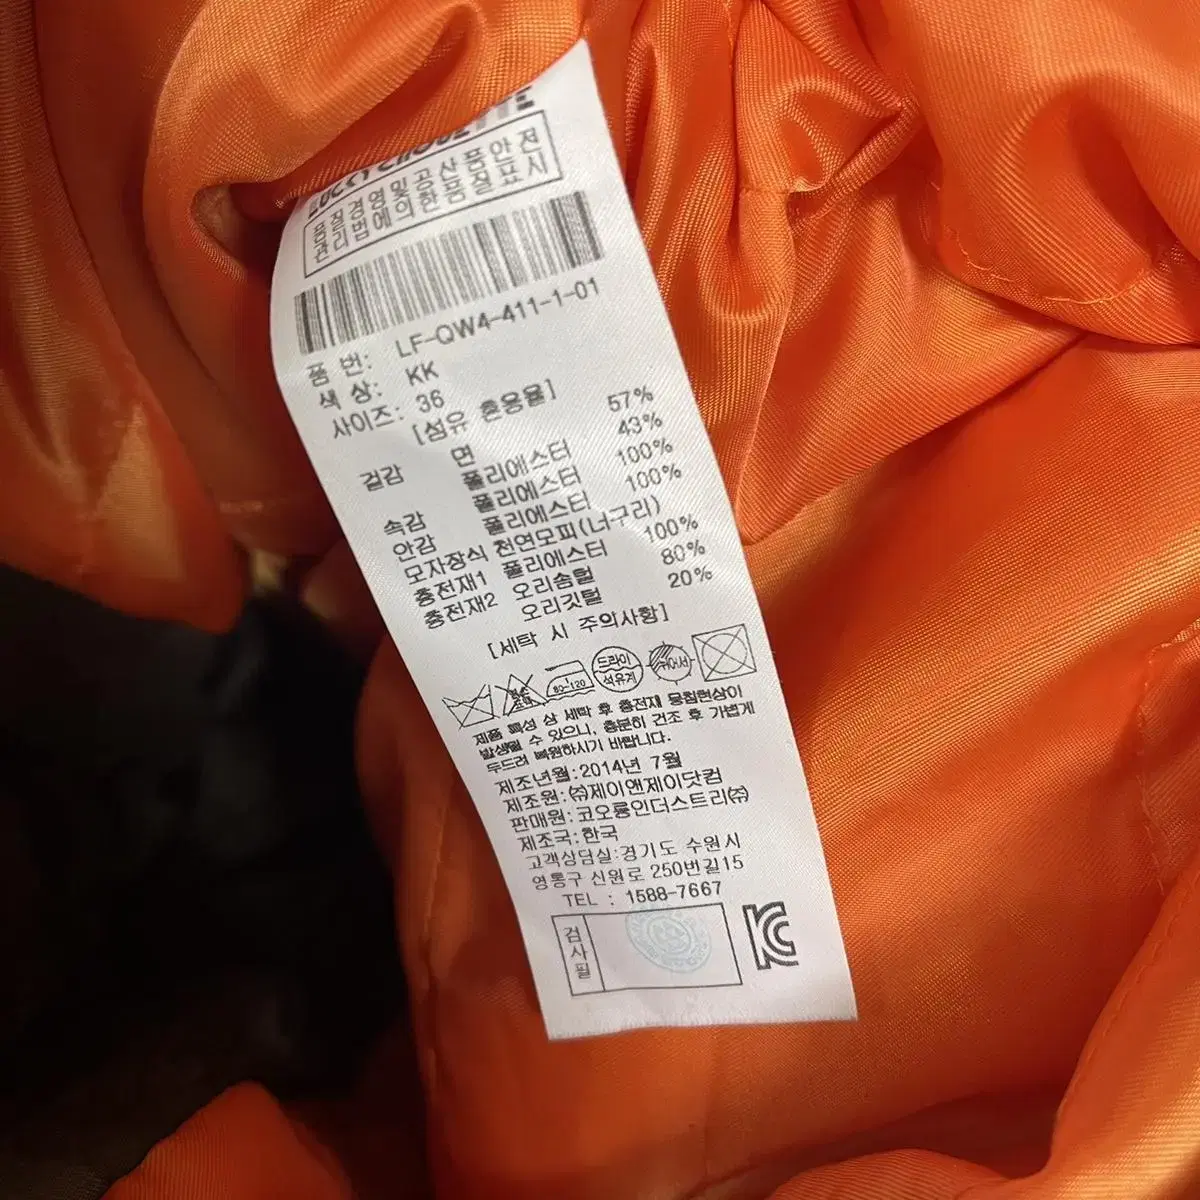 LUCKY CHOUETTE
품질경영및공산품안전
관리법에의한품질표시
품 번: LF-QW4-411-1-01
색 상: KK
사이즈: 36
[섬유 혼용율]
겉감 면 57%
폴리에스터 43%
속감 폴리에스터 100%
안감 폴리에스터 100%
모자장식 천연모피(너구리)
충전재1 폴리에스터 100%
충전재2 오리솜털 80%
오리깃털 20%
[세탁 시 주의사항]
80~120
드라이
석유계
제품 특성 상 세탁 후 충전재 뭉침현상이
발생될 수 있으니, 충분히 건조 후 가볍게
두드려 복원하시기 바랍니다.
제조년월:2014년 7월
제조원:㈜제이앤제이닷컴
판매원:코오롱인더스트리㈜
제조국:한국
고객상담실:경기도 수원시
영통구 신원로 250번길15
TEL : 1588-7667
검사필